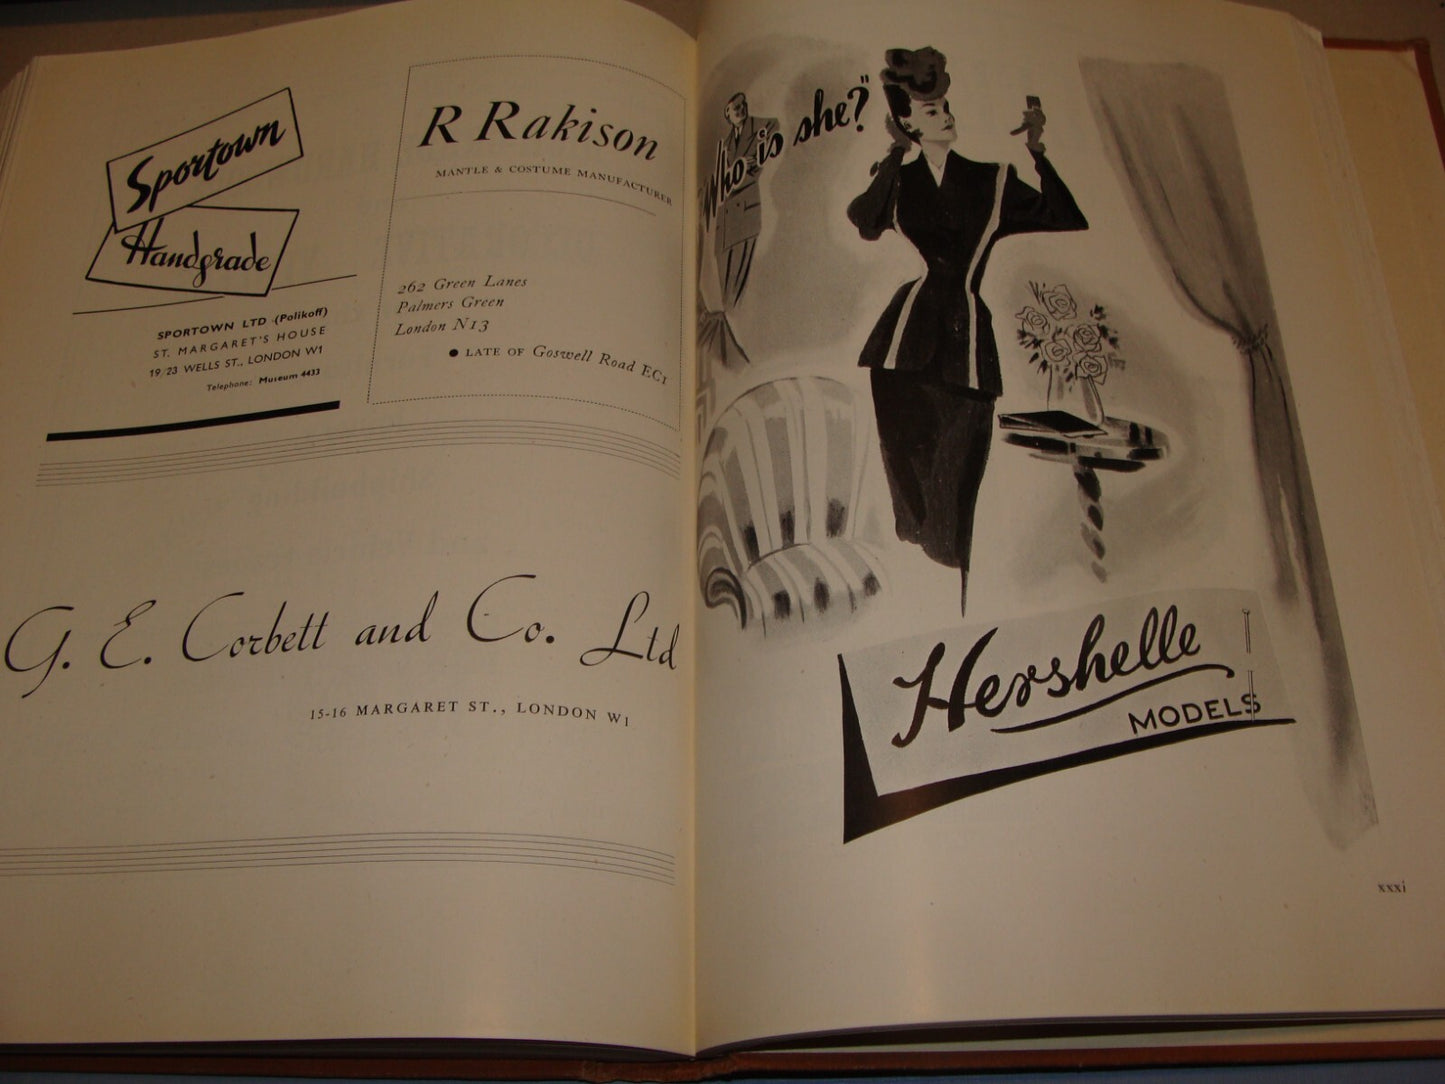 Sportown
Handgrade
SPORTOWN LTD (Polikoff)
ST. MARGARET'S HOUSE
19/23 WELLS ST., LONDON W1
Telephone: Museum 4433
R Rakison
MANTLE & COSTUME MANUFACTURER
262 Green Lanes
Palmers Green
London N13
● LATE OF Goswell Road EC1
G. E. Corbett and Co. Ltd
15-16 MARGARET ST., LONDON W1
"Who is she?"
Hershelle
MODELS
xxxi